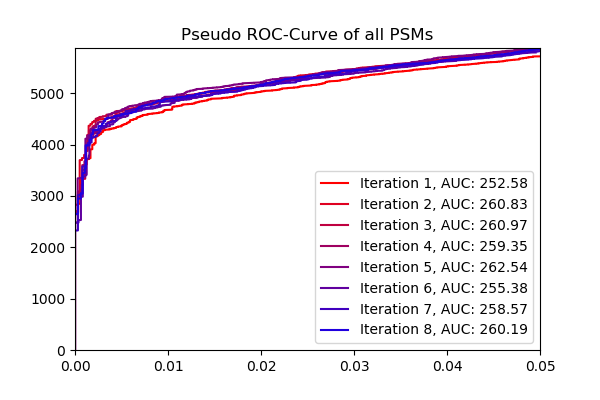 Pseudo ROC-Curve of all PSMs
5000
4000
3000
2000
1000
0
Iteration 1, AUC: 252.58
Iteration 2, AUC: 260.83
Iteration 3, AUC: 260.97
Iteration 4, AUC: 259.35
Iteration 5, AUC: 262.54
Iteration 6, AUC: 255.38
Iteration 7, AUC: 258.57
Iteration 8, AUC: 260.19
0.00 0.01 0.02 0.03 0.04 0.05